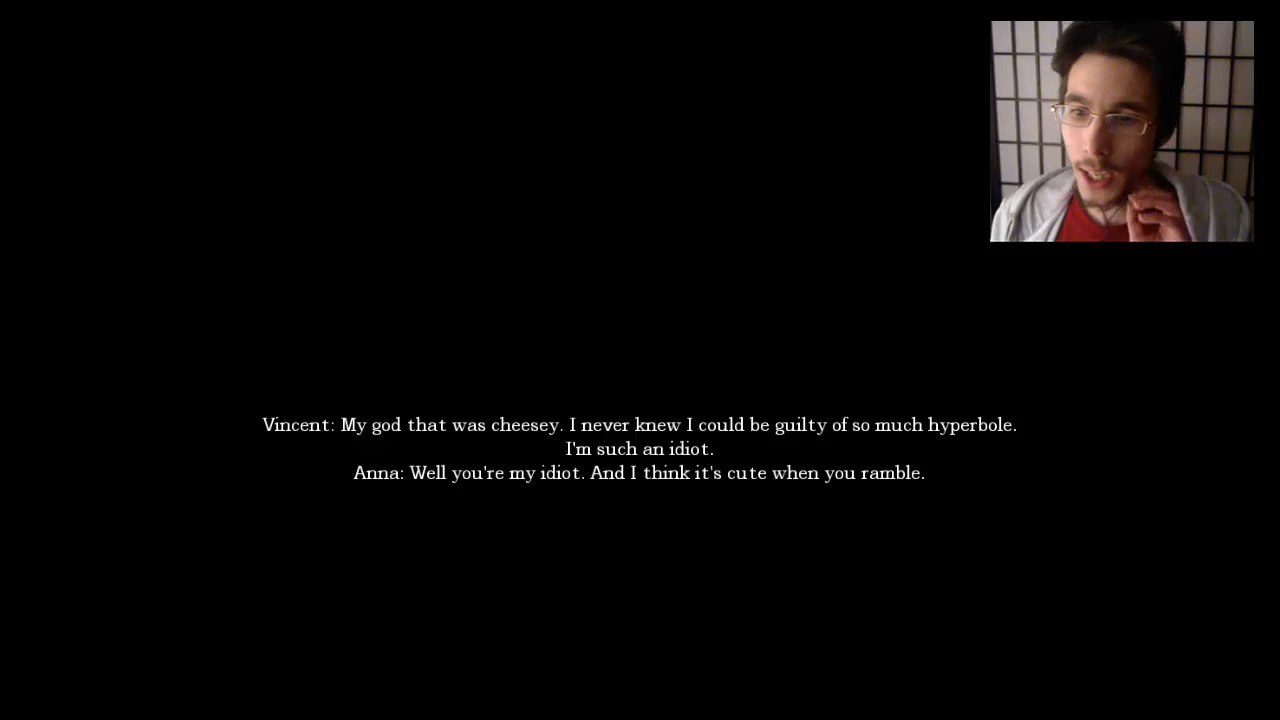 Vincent: My god that was cheesey. I never knew I could be guilty of so much hyperbole.
I'm such an idiot.
Anna: Well you're my idiot. And I think it's cute when you ramble.